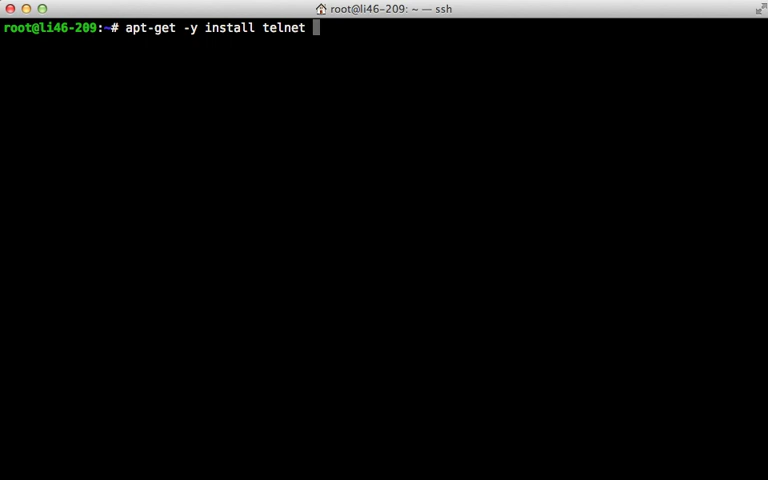 root@li46-209: ~ — ssh
root@li46-209:~# apt-get -y install telnet